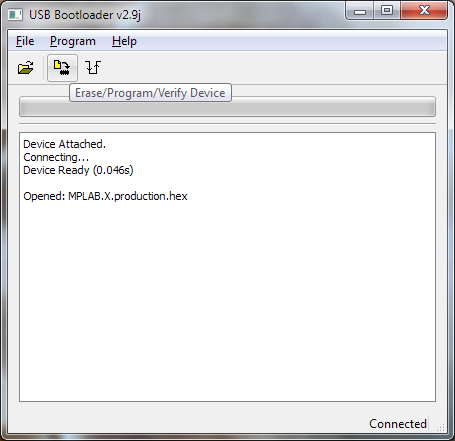 USB Bootloader v2.9j
File Program Help
Erase/Program/Verify Device
Device Attached.
Connecting...
Device Ready (0.046s)
Opened: MPLAB.X.production.hex
Connected